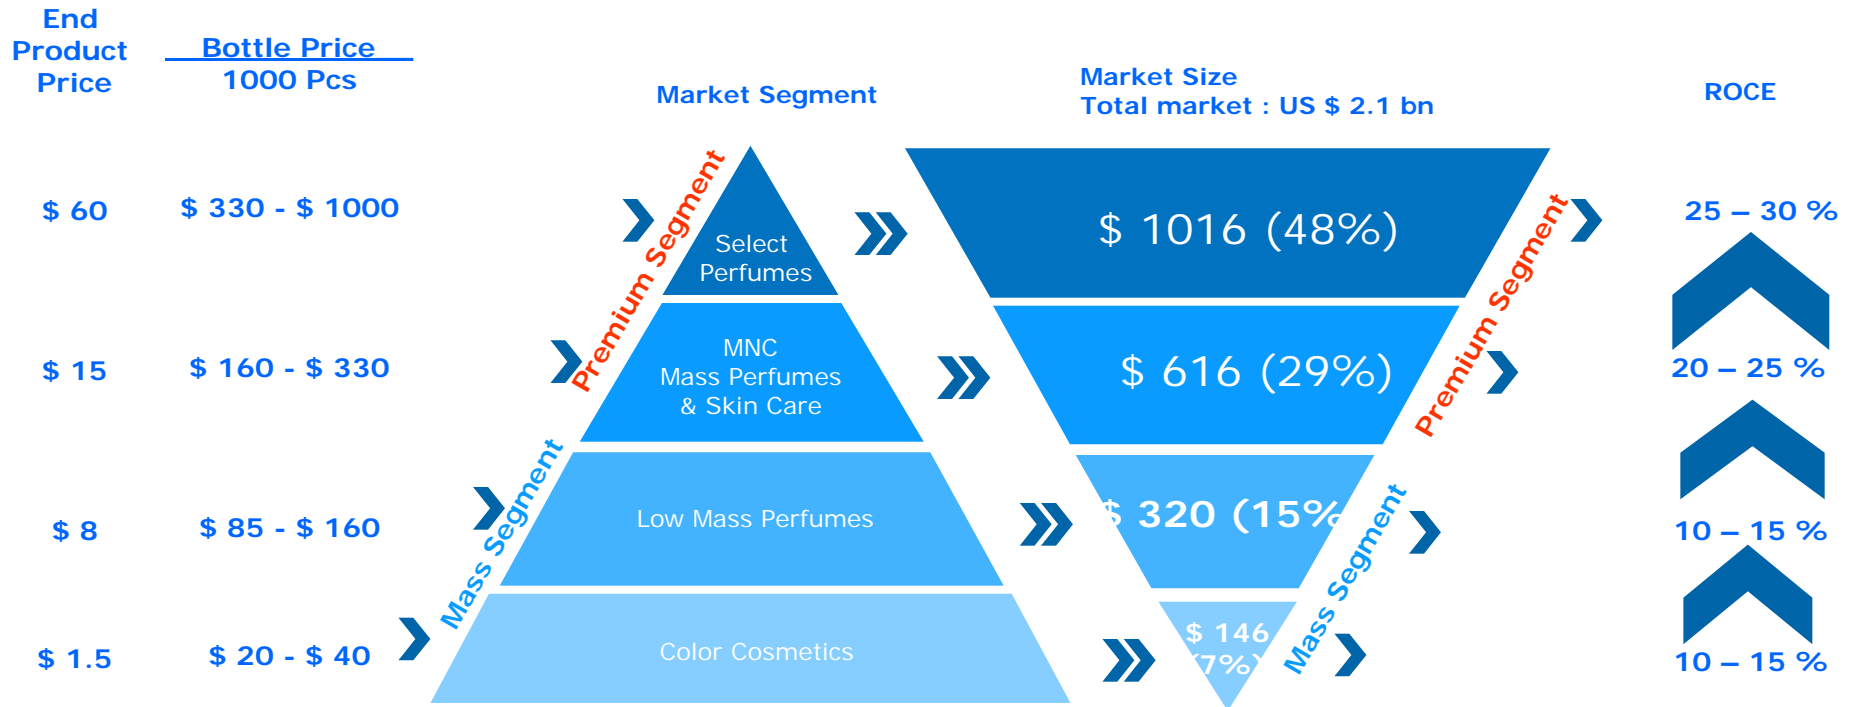 End
Product
Price
Bottle Price
1000 Pcs
Market Segment
Market Size
Total market : US $ 2.1 bn
ROCE
$ 60
$ 330 - $ 1000
Premium Segment
Select
Perfumes
$ 1016 (48%)
Premium Segment
25 – 30 %
$ 15
$ 160 - $ 330
MNC
Mass Perfumes
& Skin Care
$ 616 (29%)
20 – 25 %
$ 8
$ 85 - $ 160
Mass Segment
Low Mass Perfumes
$ 320 (15%
Mass Segment
10 – 15 %
$ 1.5
$ 20 - $ 40
Color Cosmetics
$ 146
(7%)
10 – 15 %